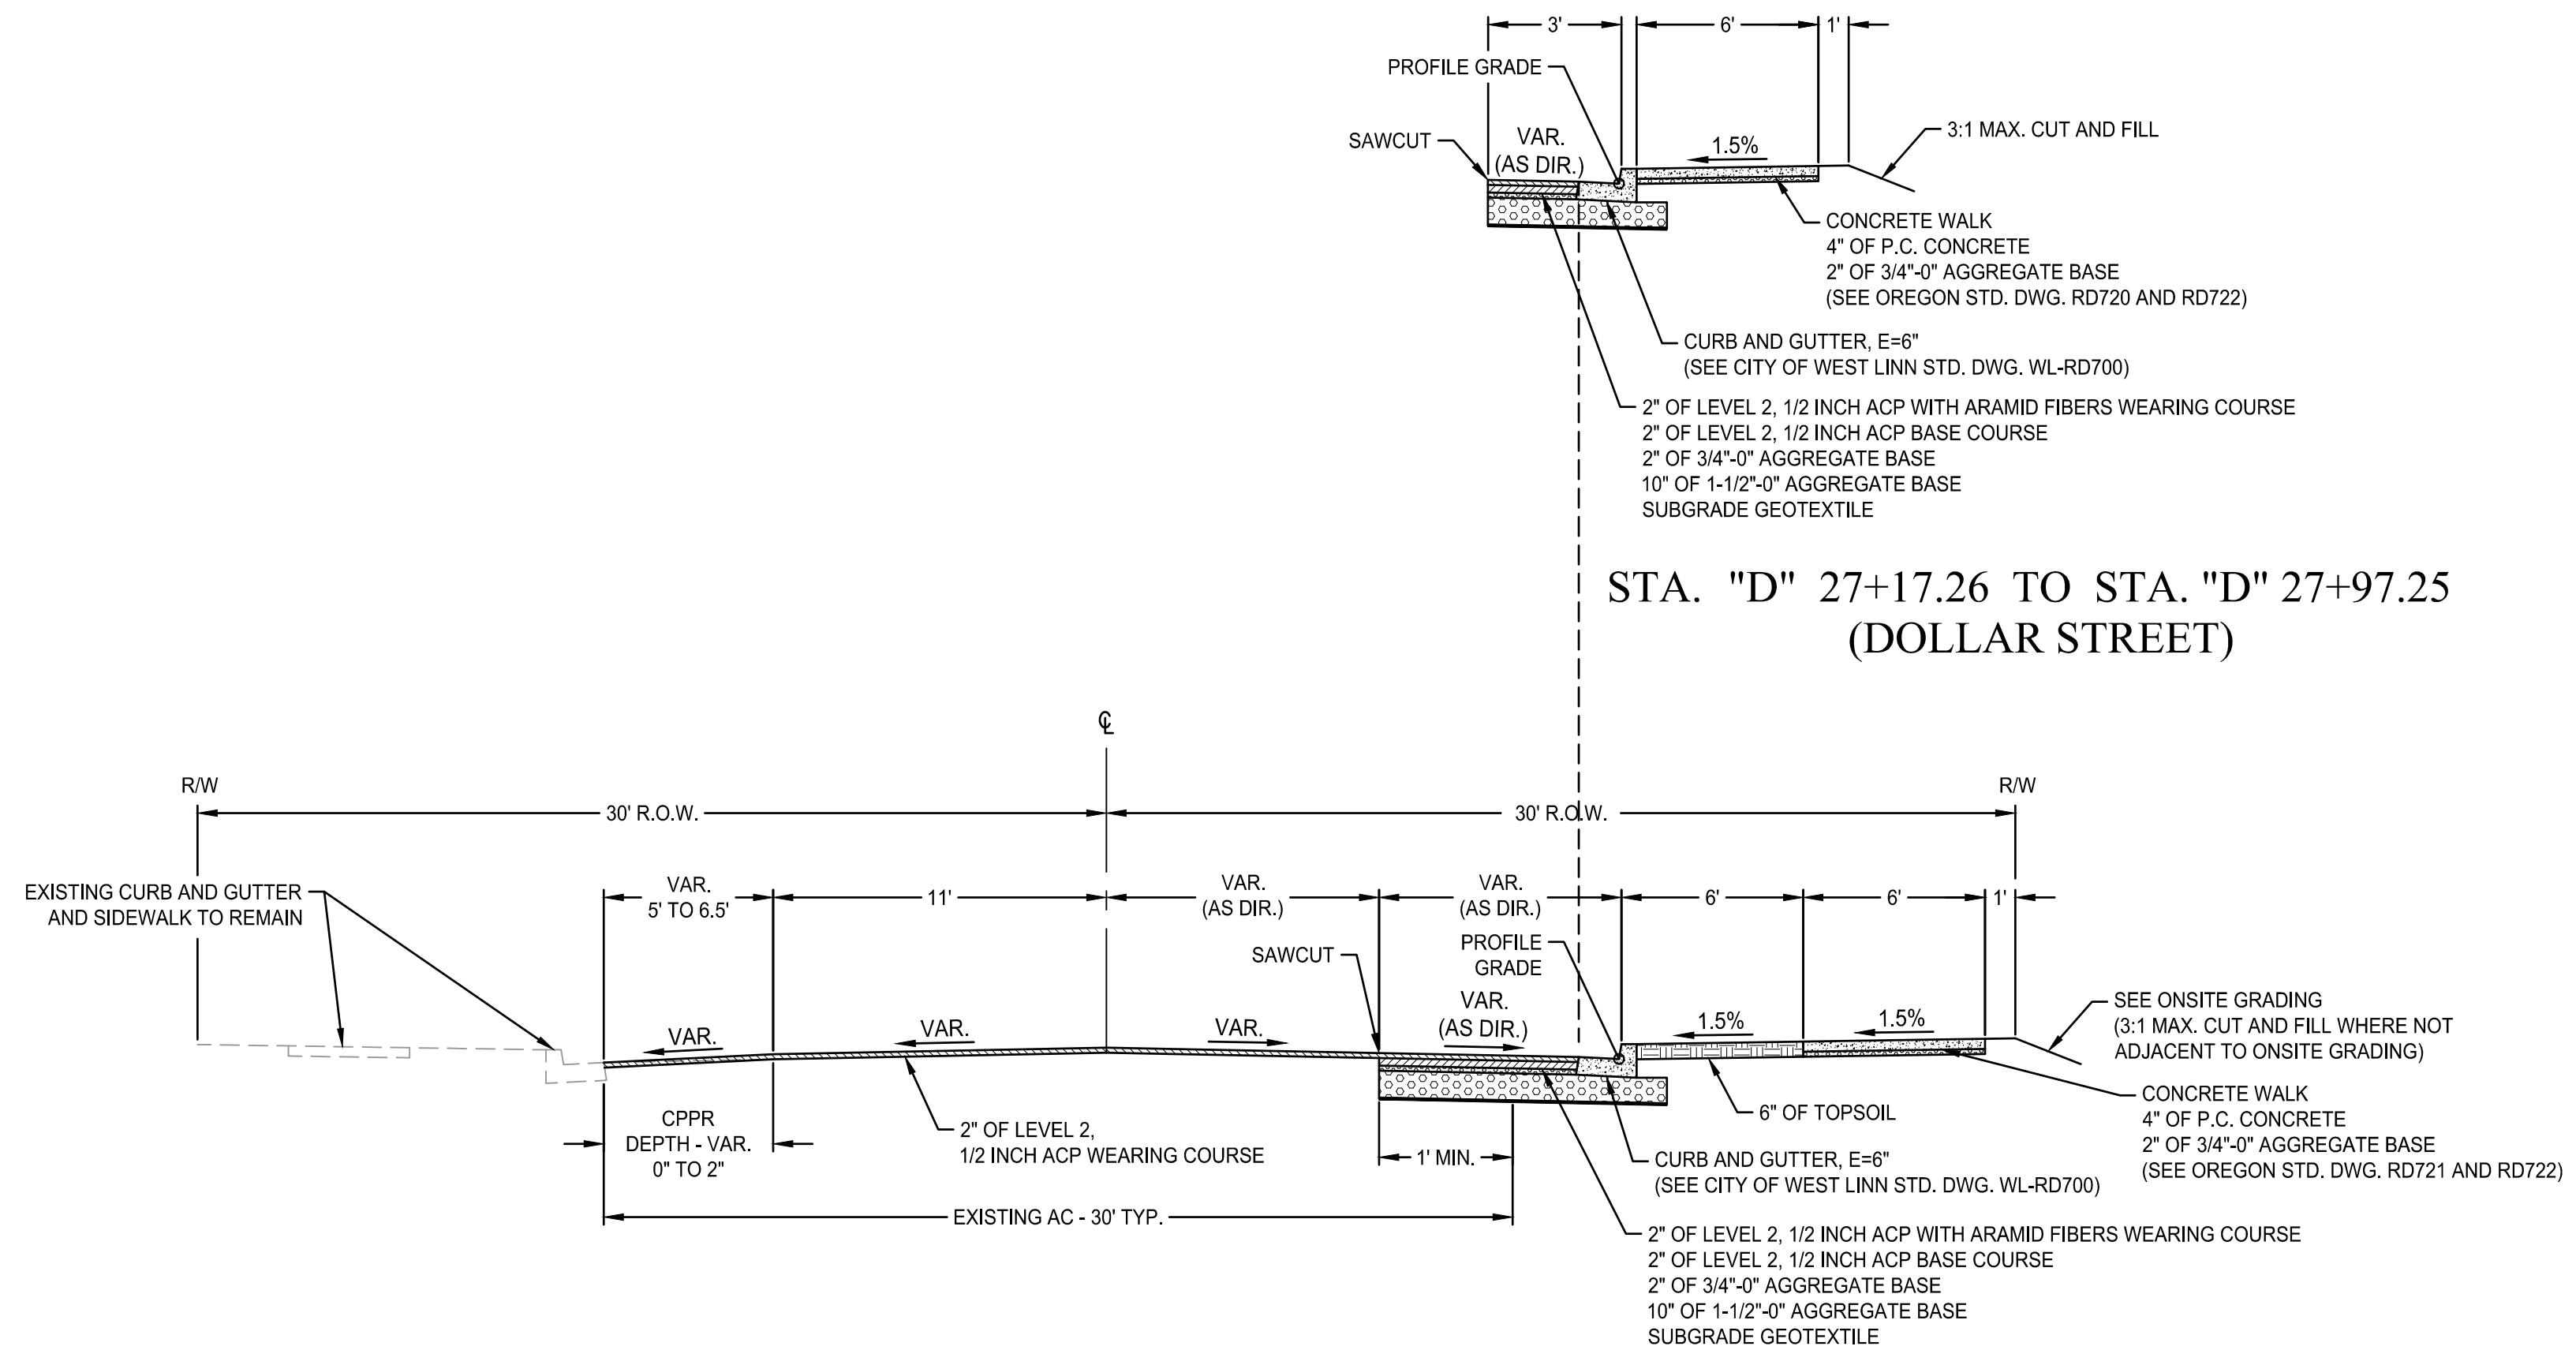 3' 6' 1'
PROFILE GRADE
SAWCUT
VAR.
(AS DIR.)
1.5%
3:1 MAX. CUT AND FILL
CONCRETE WALK
4" OF P.C. CONCRETE
2" OF 3/4"-0" AGGREGATE BASE
(SEE OREGON STD. DWG. RD720 AND RD722)
CURB AND GUTTER, E=6"
(SEE CITY OF WEST LINN STD. DWG. WL-RD700)
2" OF LEVEL 2, 1/2 INCH ACP WITH ARAMID FIBERS WEARING COURSE
2" OF LEVEL 2, 1/2 INCH ACP BASE COURSE
2" OF 3/4"-0" AGGREGATE BASE
10" OF 1-1/2"-0" AGGREGATE BASE
SUBGRADE GEOTEXTILE
STA. "D" 27+17.26 TO STA. "D" 27+97.25
(DOLLAR STREET)
℄
R/W R/W
30' R.O.W. 30' R.O.W.
EXISTING CURB AND GUTTER
AND SIDEWALK TO REMAIN
VAR.
5' TO 6.5'
11'
VAR.
(AS DIR.)
VAR.
(AS DIR.)
6' 6' 1'
SAWCUT
PROFILE
GRADE
VAR. VAR. VAR.
VAR.
(AS DIR.)
1.5% 1.5%
SEE ONSITE GRADING
(3:1 MAX. CUT AND FILL WHERE NOT
ADJACENT TO ONSITE GRADING)
CONCRETE WALK
4" OF P.C. CONCRETE
2" OF 3/4"-0" AGGREGATE BASE
(SEE OREGON STD. DWG. RD721 AND RD722)
CPPR
DEPTH - VAR.
0" TO 2"
2" OF LEVEL 2,
1/2 INCH ACP WEARING COURSE
1' MIN.
6" OF TOPSOIL
CURB AND GUTTER, E=6"
(SEE CITY OF WEST LINN STD. DWG. WL-RD700)
EXISTING AC - 30' TYP.
2" OF LEVEL 2, 1/2 INCH ACP WITH ARAMID FIBERS WEARING COURSE
2" OF LEVEL 2, 1/2 INCH ACP BASE COURSE
2" OF 3/4"-0" AGGREGATE BASE
10" OF 1-1/2"-0" AGGREGATE BASE
SUBGRADE GEOTEXTILE